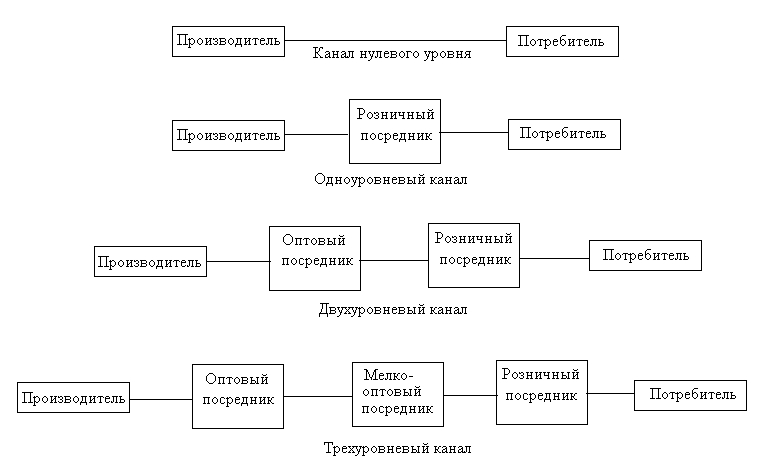 Производитель
Потребитель
Канал нулевого уровня
Производитель
Розничный
посредник
Потребитель
Одноуровневый канал
Производитель
Оптовый
посредник
Розничный
посредник
Потребитель
Двухуровневый канал
Производитель
Оптовый
посредник
Мелко-
оптовый
посредник
Розничный
посредник
Потребитель
Трехуровневый канал